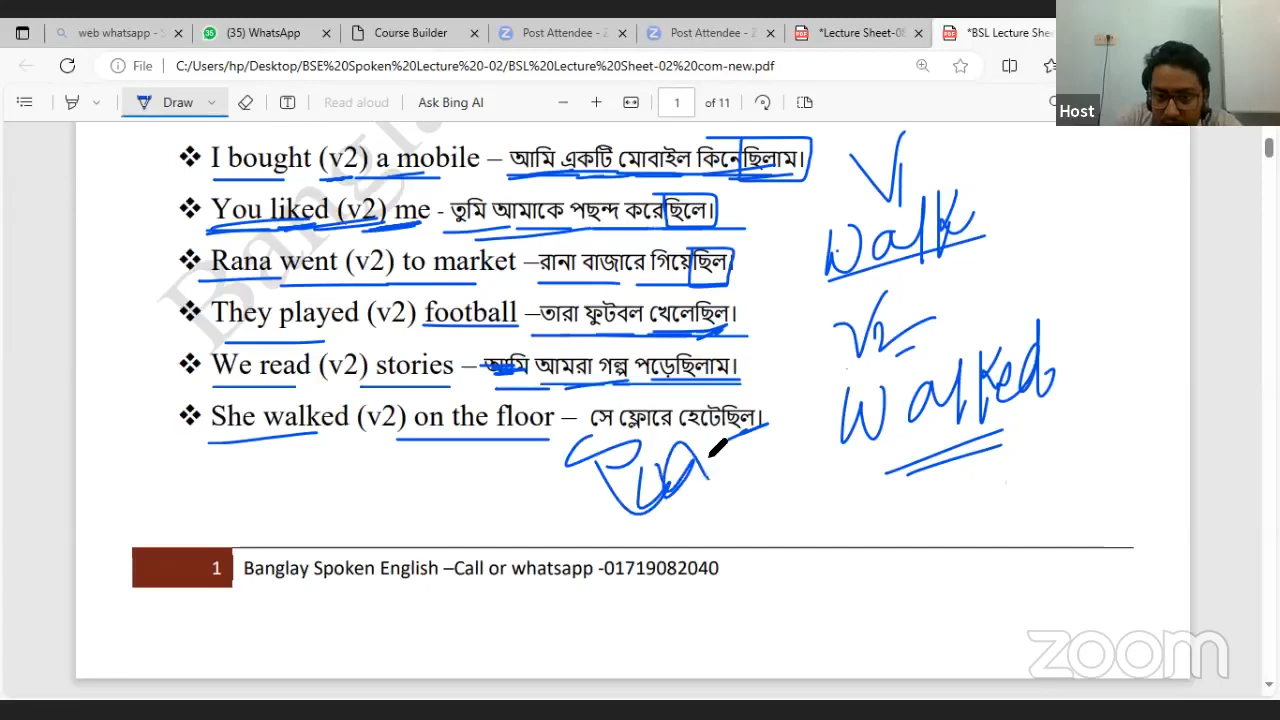 web whatsapp - S
(35) WhatsApp
Course Builder
Post Attendee - Z
Post Attendee - Z
*Lecture Sheet-08
*BSL Lecture She
File
C:/Users/hp/Desktop/BSE%20Spoken%20Lecture%20-02/BSL%20Lecture%20Sheet-02%20com-new.pdf
Draw
Read aloud
Ask Bing AI
1 of 11
Host
❖ I bought (v2) a mobile – আমি একটি মোবাইল কিনেছিলাম।
❖ You liked (v2) me - তুমি আমাকে পছন্দ করেছিলে।
❖ Rana went (v2) to market –রানা বাজারে গিয়েছিল।
❖ They played (v2) football –তারা ফুটবল খেলেছিল।
❖ We read (v2) stories – আমি আমরা গল্প পড়েছিলাম।
❖ She walked (v2) on the floor – সে ফ্লোরে হেটেছিল।
V1
Walk
V2
Walked
1 Banglay Spoken English –Call or whatsapp -01719082040
zoom